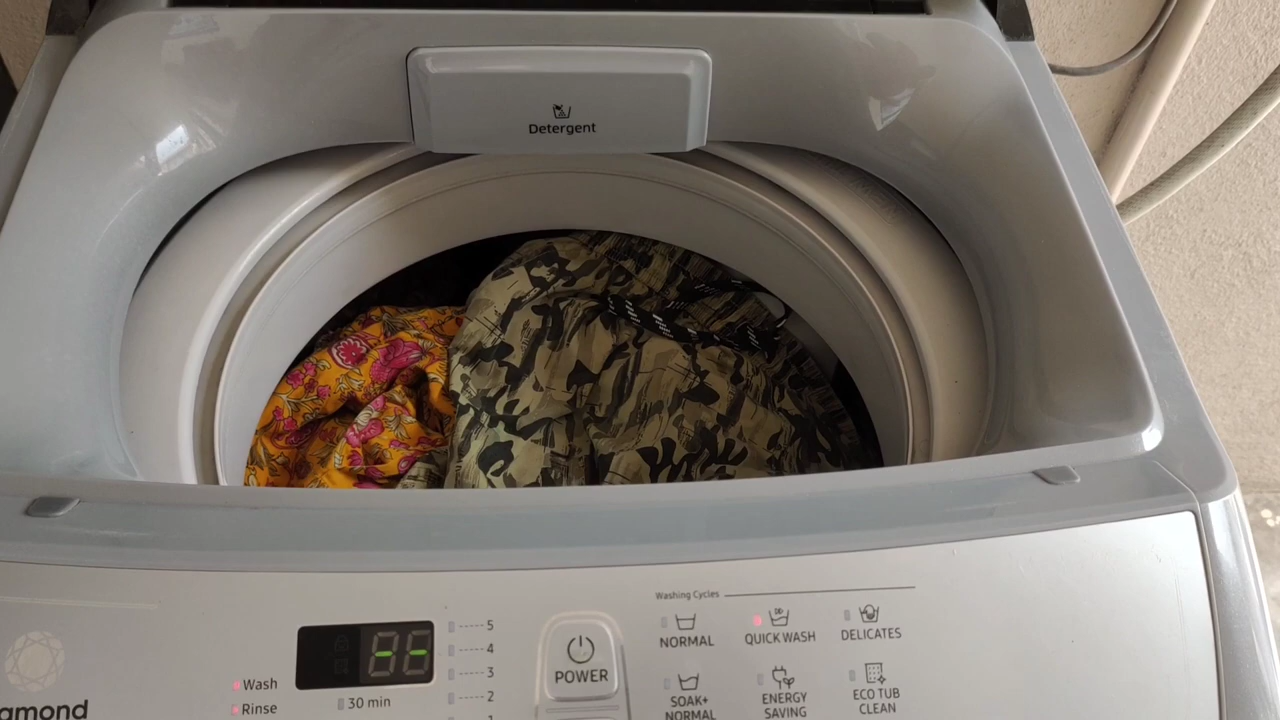 Detergent
Washing Cycles
NORMAL
QUICK WASH
DELICATES
SOAK+
NORMAL
ENERGY
SAVING
ECO TUB
CLEAN
POWER
5
4
3
2
--
Wash
Rinse
30 min
amond